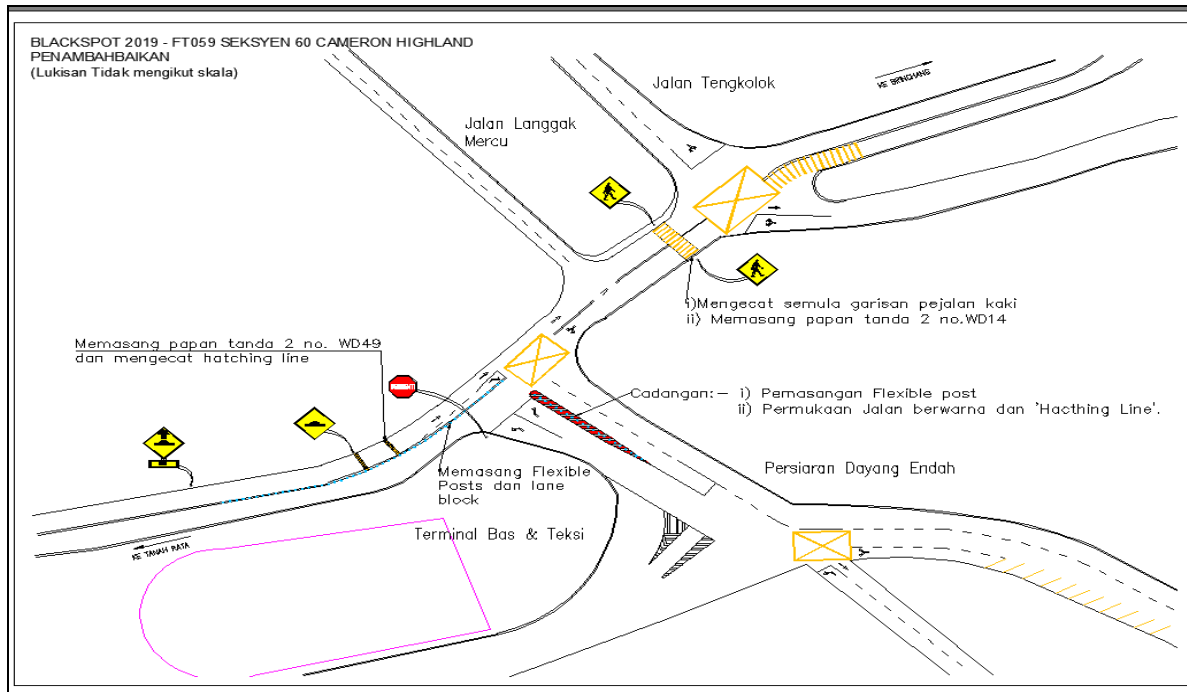 BLACKSPOT 2019 - FT059 SEKSYEN 60 CAMERON HIGHLAND
PENAMBAHBAIKAN
(Lukisan Tidak mengikut skala)
Jalan Tengkolok
KE BRINCHANG
Jalan Langgak
Mercu
i)Mengecat semula garisan pejalan kaki
ii) Memasang papan tanda 2 no.WD14
Memasang papan tanda 2 no. WD49
dan mengecat hatching line
Cadangan:- i) Pemasangan Flexible post
ii) Permukaan Jalan berwarna dan 'Hacthing Line'.
Persiaran Dayang Endah
Memasang Flexible
Posts dan lane
block
Terminal Bas & Teksi
KE TANAH RATA